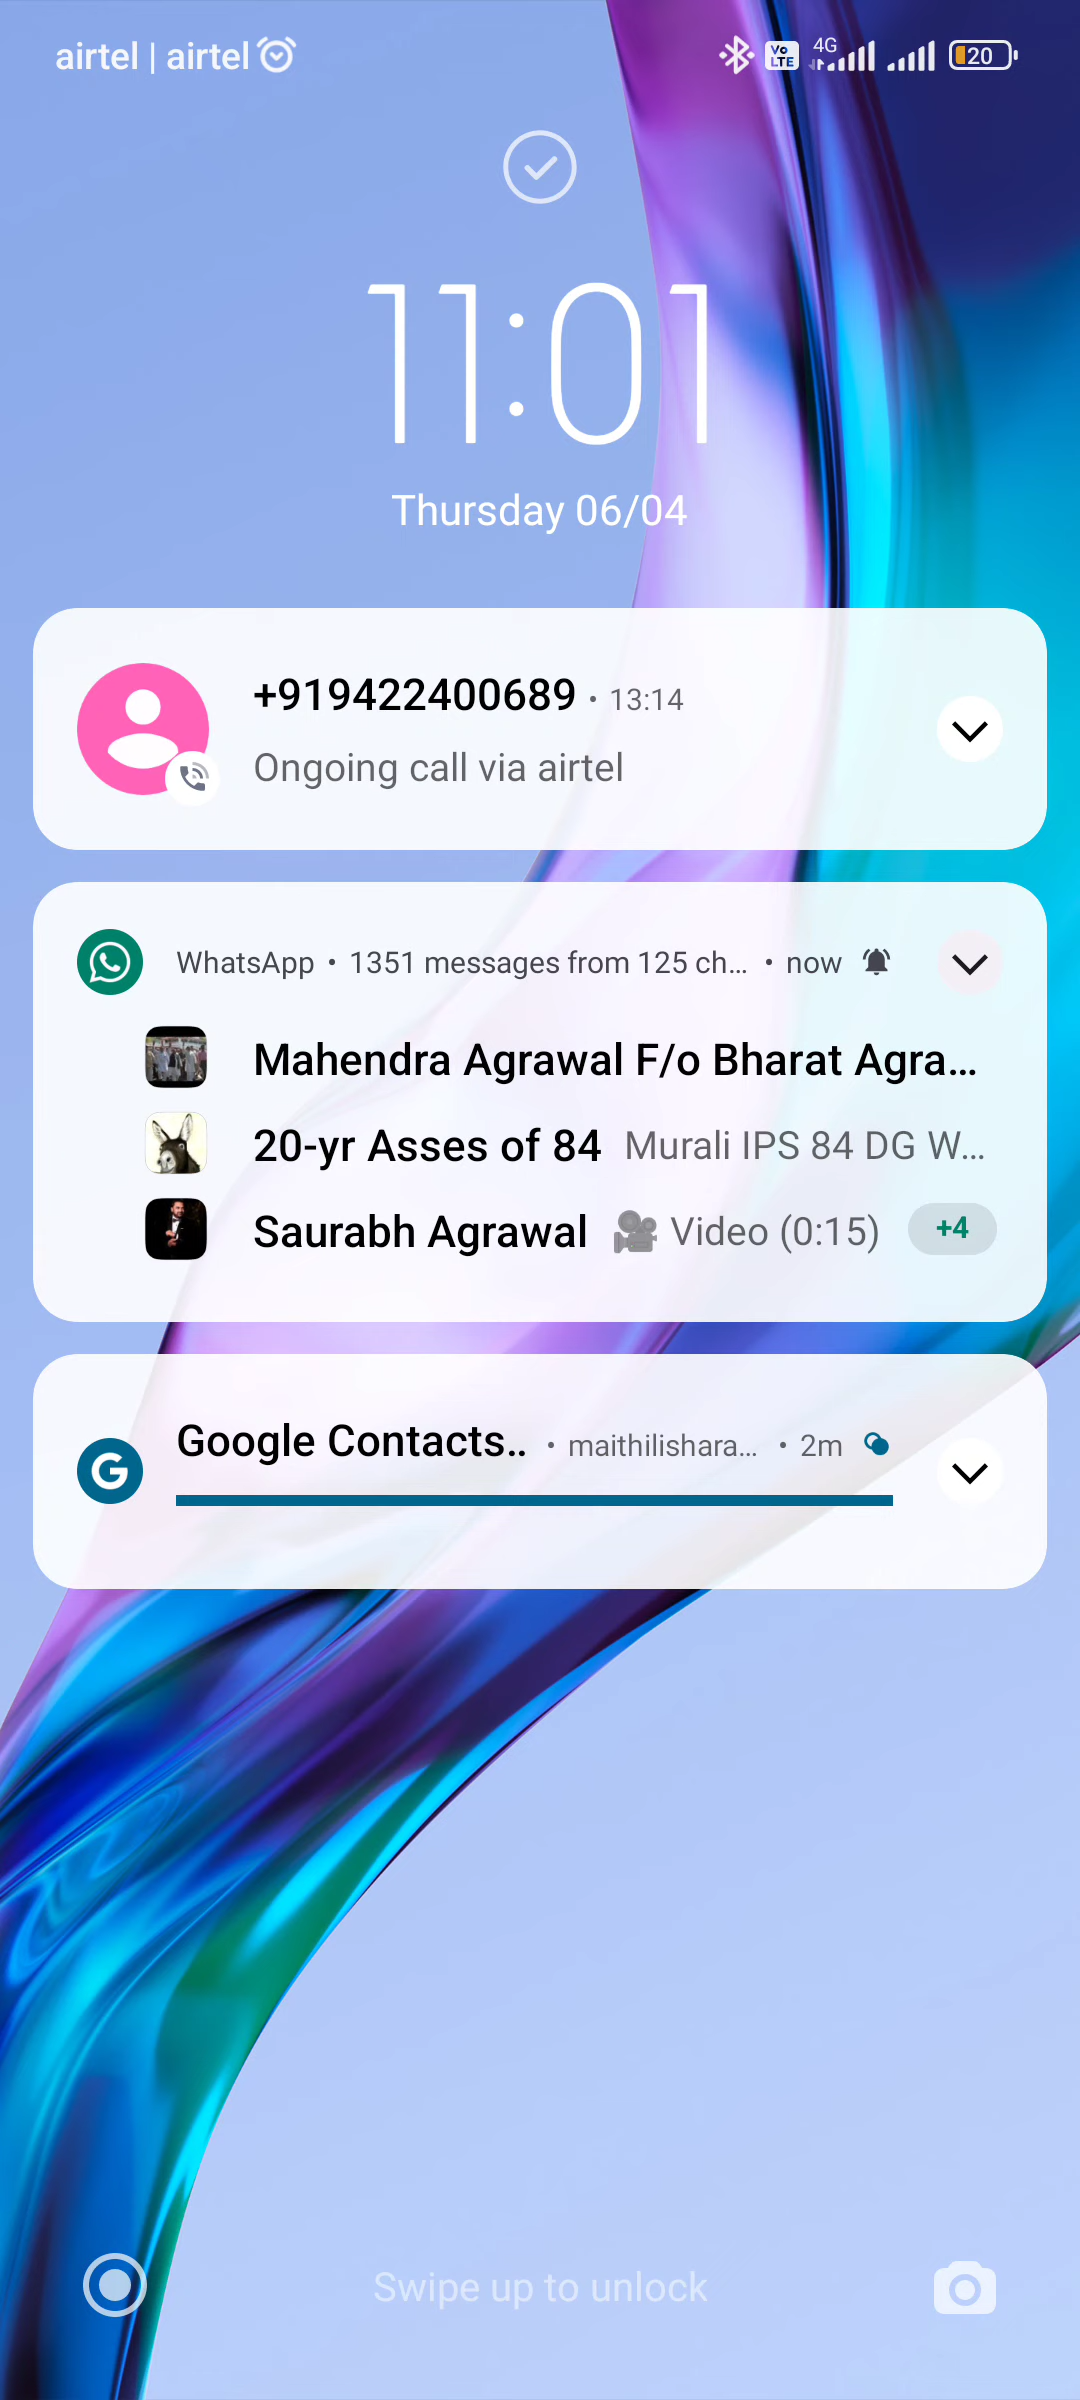 airtel | airtel Vo LTE 4G 20
11:01
Thursday 06/04
+919422400689 • 13:14
Ongoing call via airtel
WhatsApp • 1351 messages from 125 ch... • now
Mahendra Agrawal F/o Bharat Agra...
20-yr Asses of 84 Murali IPS 84 DG W...
Saurabh Agrawal 🎥 Video (0:15) +4
Google Contacts.. • maithilishara... • 2m
Swipe up to unlock